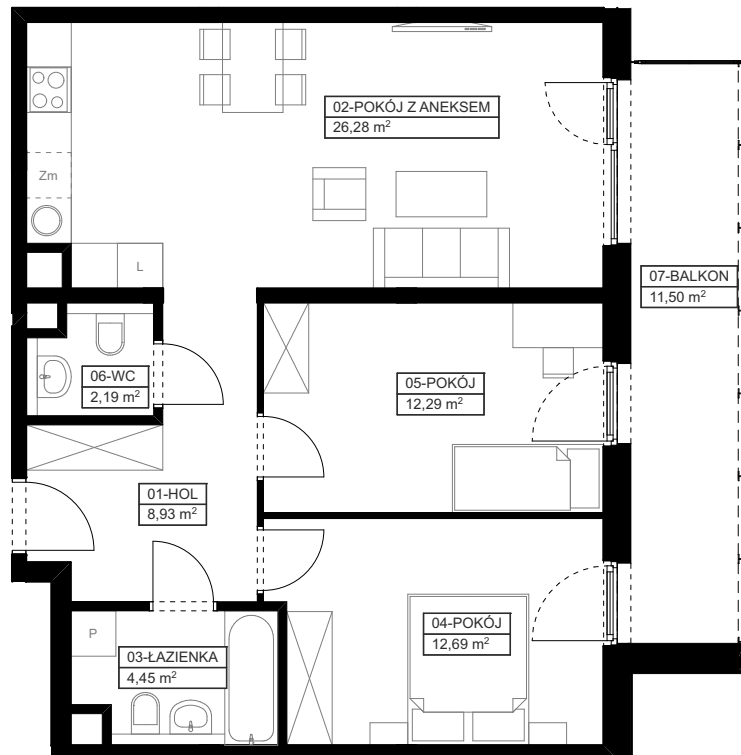 02-POKÓJ Z ANEKSEM
26,28 m²
Zm
L
07-BALKON
11,50 m²
06-WC
2,19 m²
05-POKÓJ
12,29 m²
01-HOL
8,93 m²
04-POKÓJ
12,69 m²
P
03-ŁAZIENKA
4,45 m²